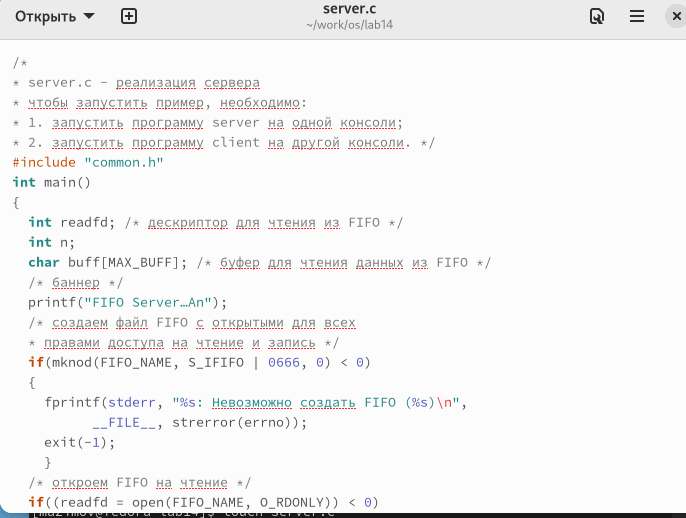 Открыть
server.c
~/work/os/lab14
/*
* server.c - реализация сервера
* чтобы запустить пример, необходимо:
* 1. запустить программу server на одной консоли;
* 2. запустить программу client на другой консоли. */
#include "common.h"
int main()
{
int readfd; /* дескриптор для чтения из FIFO */
int n;
char buff[MAX_BUFF]; /* буфер для чтения данных из FIFO */
/* баннер */
printf("FIFO Server…An");
/* создаем файл FIFO с открытыми для всех
* правами доступа на чтение и запись */
if(mknod(FIFO_NAME, S_IFIFO | 0666, 0) < 0)
{
fprintf(stderr, "%s: Невозможно создать FIFO (%s)\n",
__FILE__, strerror(errno));
exit(-1);
}
/* откроем FIFO на чтение */
if((readfd = open(FIFO_NAME, O_RDONLY)) < 0)